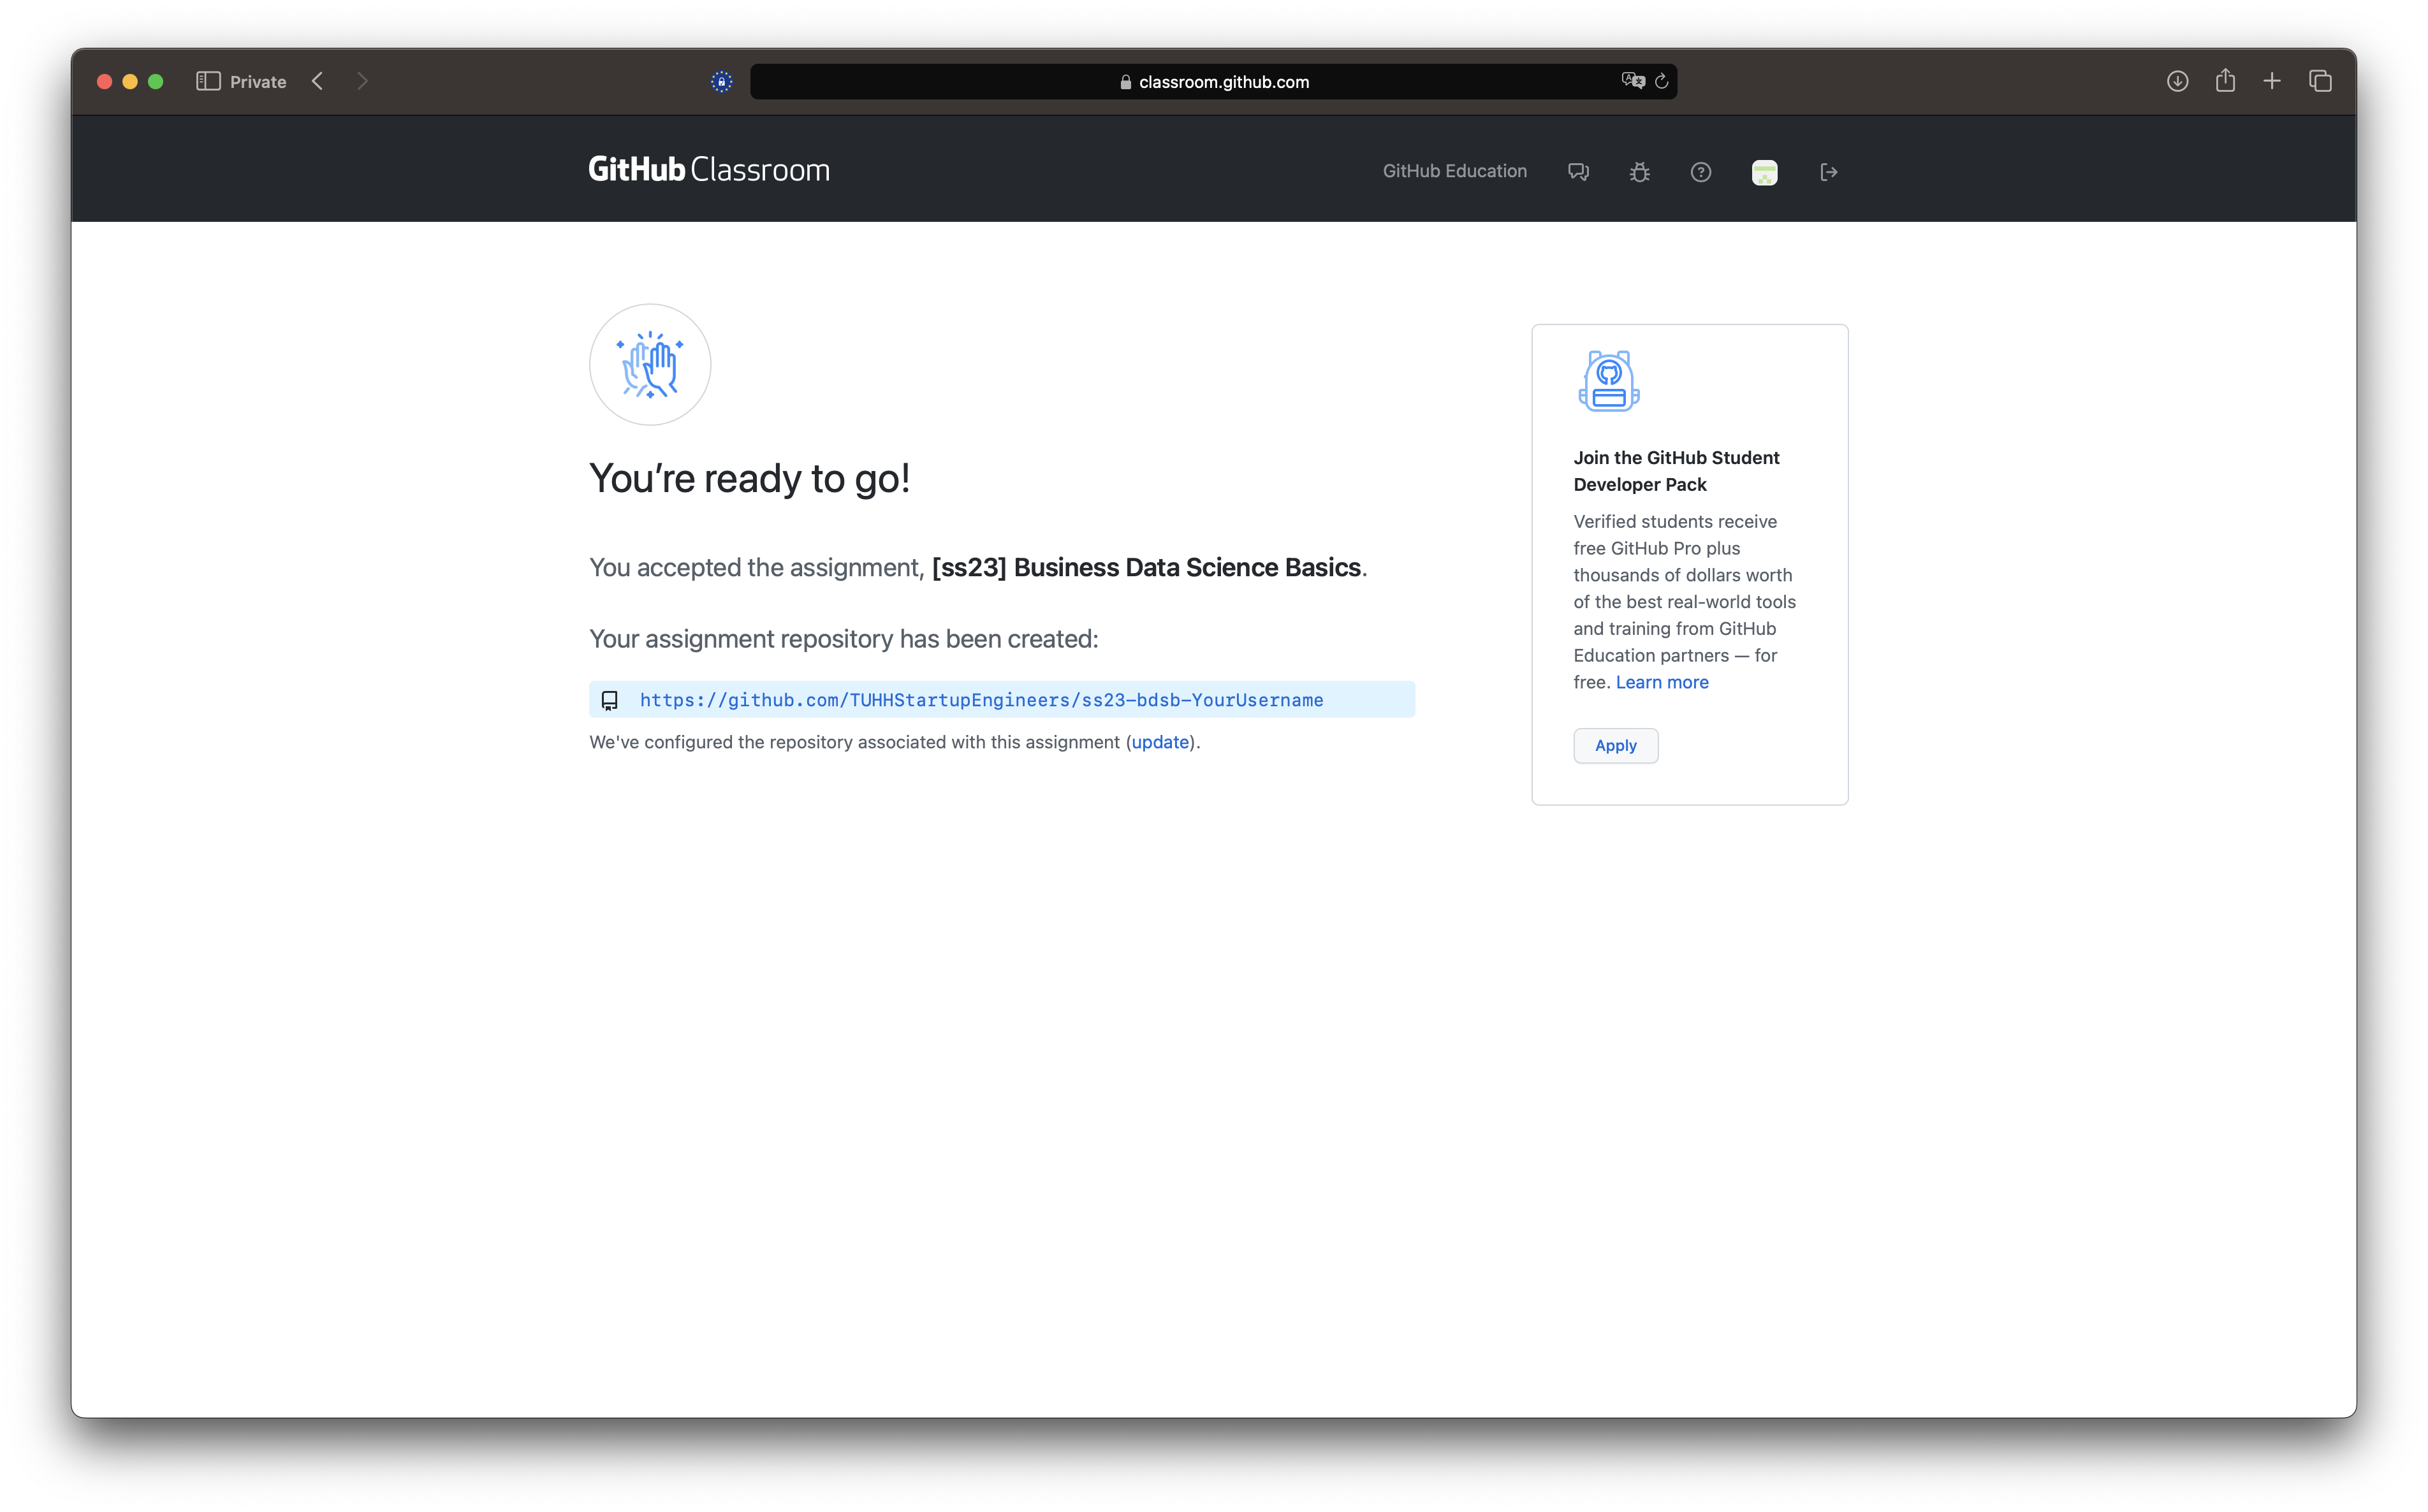 Private
classroom.github.com
GitHub Classroom
GitHub Education
You’re ready to go!
You accepted the assignment, [ss23] Business Data Science Basics.
Your assignment repository has been created:
https://github.com/TUHHStartupEngineers/ss23-bdsb-YourUsername
We've configured the repository associated with this assignment (update).
Join the GitHub Student
Developer Pack
Verified students receive
free GitHub Pro plus
thousands of dollars worth
of the best real-world tools
and training from GitHub
Education partners — for
free. Learn more
Apply